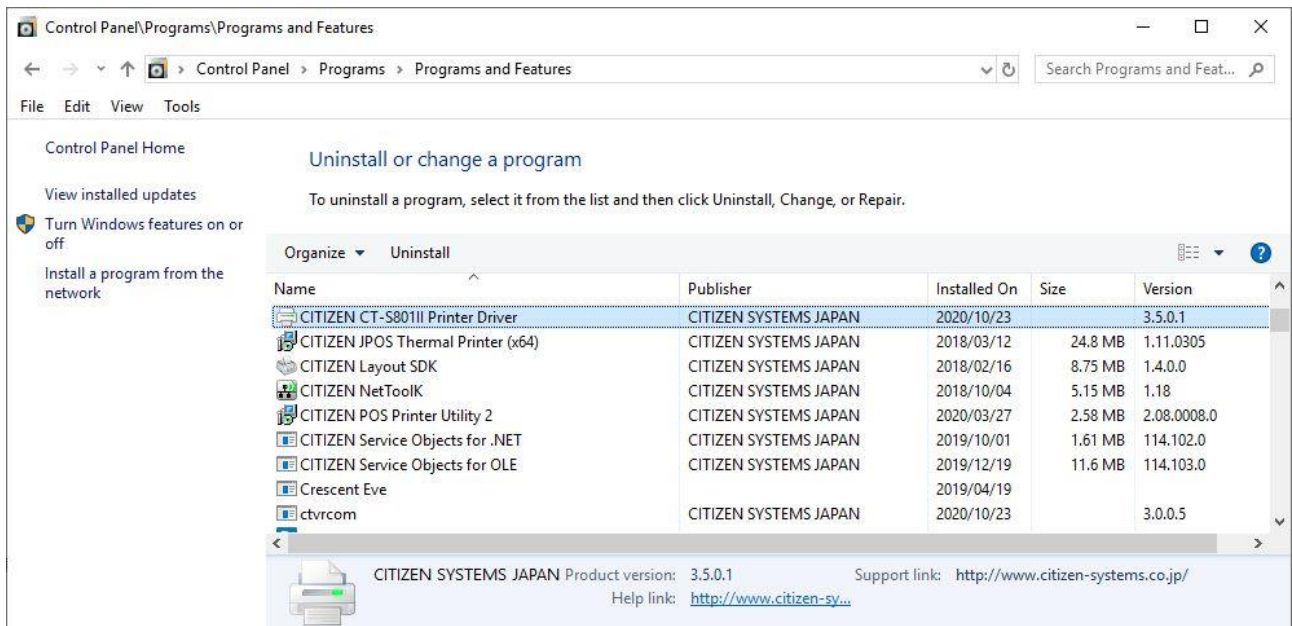 Control Panel\Programs\Programs and Features
Control Panel > Programs > Programs and Features
Search Programs and Feat...
File Edit View Tools
Control Panel Home
View installed updates
Turn Windows features on or
off
Install a program from the
network
Uninstall or change a program
To uninstall a program, select it from the list and then click Uninstall, Change, or Repair.
Organize Uninstall
Name Publisher Installed On Size Version
CITIZEN CT-S801II Printer Driver CITIZEN SYSTEMS JAPAN 2020/10/23 3.5.0.1
CITIZEN JPOS Thermal Printer (x64) CITIZEN SYSTEMS JAPAN 2018/03/12 24.8 MB 1.11.0305
CITIZEN Layout SDK CITIZEN SYSTEMS JAPAN 2018/02/16 8.75 MB 1.4.0.0
CITIZEN NetToolK CITIZEN SYSTEMS JAPAN 2018/10/04 5.15 MB 1.18
CITIZEN POS Printer Utility 2 CITIZEN SYSTEMS JAPAN 2020/03/27 2.58 MB 2.08.0008.0
CITIZEN Service Objects for .NET CITIZEN SYSTEMS JAPAN 2019/10/01 1.61 MB 114.102.0
CITIZEN Service Objects for OLE CITIZEN SYSTEMS JAPAN 2019/12/19 11.6 MB 114.103.0
Crescent Eve 2019/04/19
ctvrcom CITIZEN SYSTEMS JAPAN 2020/10/23 3.0.0.5
CITIZEN SYSTEMS JAPAN Product version: 3.5.0.1 Support link: http://www.citizen-systems.co.jp/
Help link: http://www.citizen-sy...